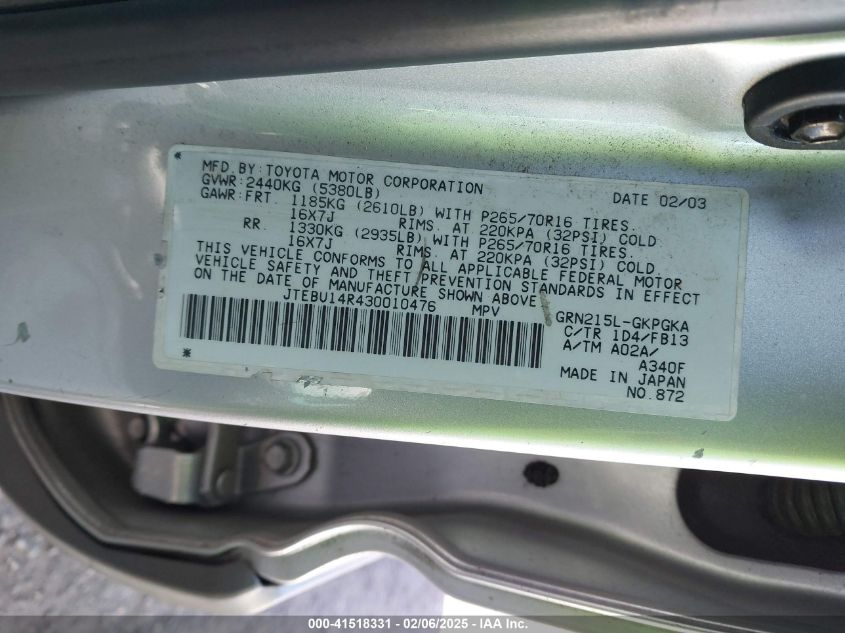 * MFD. BY: TOYOTA MOTOR CORPORATION DATE 02/03
GVWR: 2440KG (5380LB)
GAWR: FRT. 1185KG (2610LB) WITH P265/70R16 TIRES.
16X7J RIMS. AT 220KPA (32PSI) COLD
RR. 1330KG (2935LB) WITH P265/70R16 TIRES.
16X7J RIMS. AT 220KPA (32PSI) COLD
THIS VEHICLE CONFORMS TO ALL APPLICABLE FEDERAL MOTOR
VEHICLE SAFETY AND THEFT PREVENTION STANDARDS IN EFFECT
ON THE DATE OF MANUFACTURE SHOWN ABOVE.
JTEBU14R430010476 MPV
GRN215L-GKPGKA
C/TR 1D4/FB13
A/TM A02A/
A340F
MADE IN JAPAN
* NO.872
000-41518331 - 02/06/2025 - IAAI.com